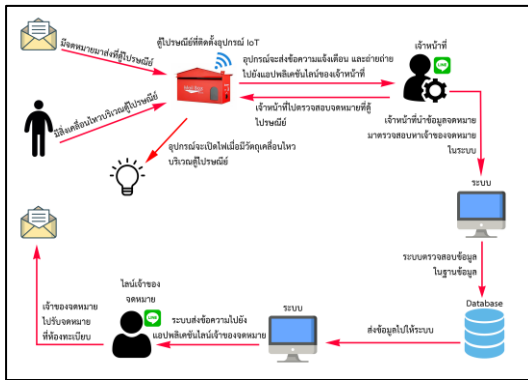 มีจดหมายมาส่งที่ตู้ไปรษณีย์
ตู้ไปรษณีย์ที่ติดตั้งอุปกรณ์ IoT
อุปกรณ์จะส่งข้อความแจ้งเตือน และถ่ายถ่าย
ไปยังแอปพลิเคชันไลน์ของเจ้าหน้าที่
เจ้าหน้าที่
LINE
เจ้าหน้าที่ไปตรวจสอบจดหมายที่ตู้
ไปรษณีย์
มีสิ่งเคลื่อนไหวบริเวณตู้ไปรษณีย์
อุปกรณ์จะเปิดไฟเมื่อมีวัตถุเคลื่อนไหว
บริเวณตู้ไปรษณีย์
เจ้าหน้าที่นำข้อมูลจดหมาย
มาตรวจสอบหาเจ้าของจดหมาย
ในระบบ
ระบบ
ระบบตรวจสอบข้อมูล
ในฐานข้อมูล
Database
ส่งข้อมูลไปให้ระบบ
ระบบ
ระบบส่งข้อความไปยัง
แอปพลิเคชันไลน์เจ้าของจดหมาย
ไลน์เจ้าของ
จดหมาย
LINE
เจ้าของจดหมาย
ไปรับจดหมาย
ที่ห้องทะเบียน